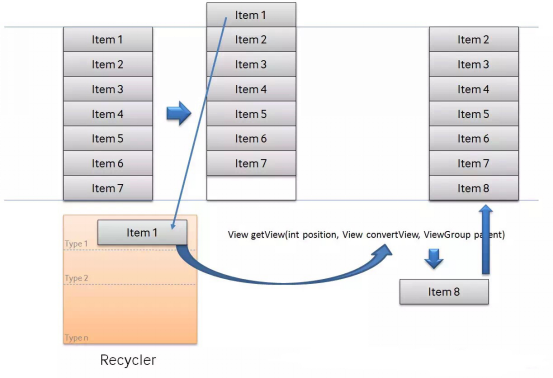 Item 1
Item 2
Item 3
Item 4
Item 5
Item 6
Item 7
Item 1
Item 2
Item 3
Item 4
Item 5
Item 6
Item 7
Item 2
Item 3
Item 4
Item 5
Item 6
Item 7
Item 8
Item 1
Type 1
Type 2
Type n
Recycler
View getView(int position, View convertView, ViewGroup parent)
Item 8